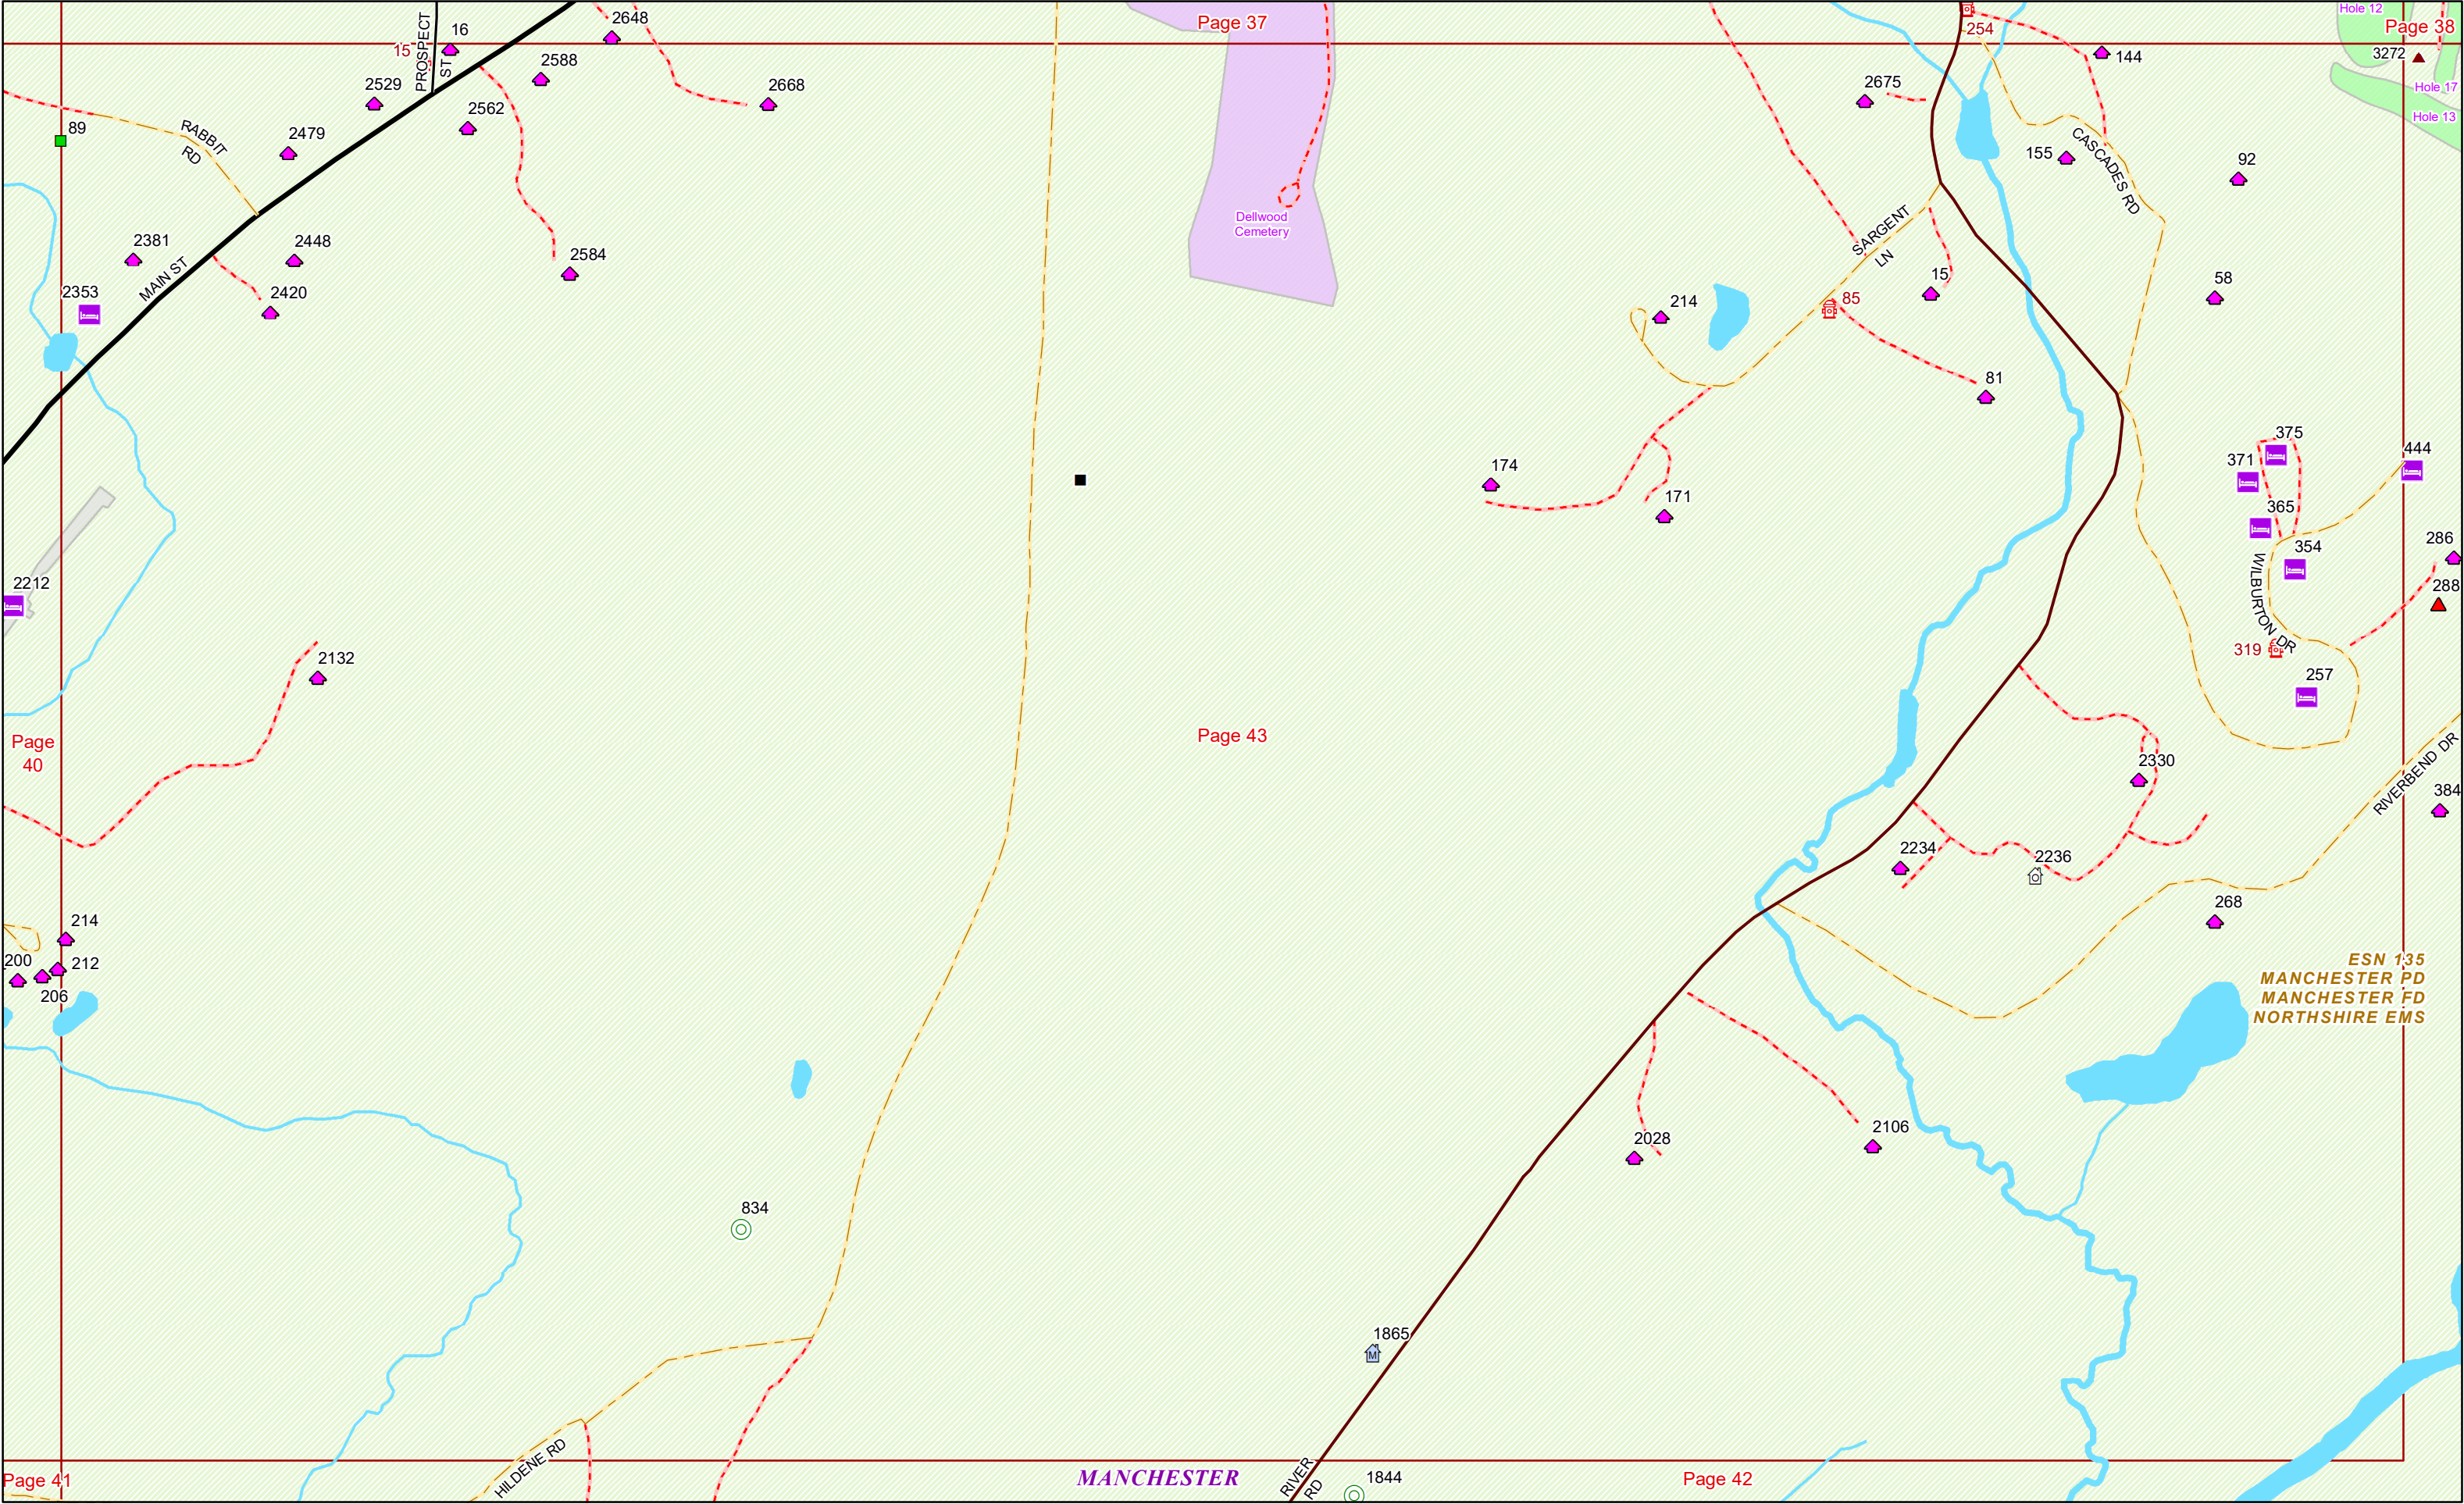 Page 37
Hole 12
Page 38
16
15
PROSPECT
ST
2648
254
144
3272
2529
2588
2668
2675
Hole 17
Hole 13
89
2562
RABBIT
RD
2479
155
CASCADES RD
92
Dellwood
Cemetery
SARGENT
LN
2381
MAIN ST
2448
2584
2353
2420
15
58
214
85
81
375
371
444
174
171
365
354
286
2212
288
WILBURTON DR
319
257
2132
Page
40
Page 43
RIVERBEND DR
2330
384
2234
2236
268
214
200
212
206
ESN 135
MANCHESTER PD
MANCHESTER FD
NORTHSHIRE EMS
2028
2106
834
1865
HILDENE RD
Page 41
MANCHESTER
RIVER
RD
1844
Page 42